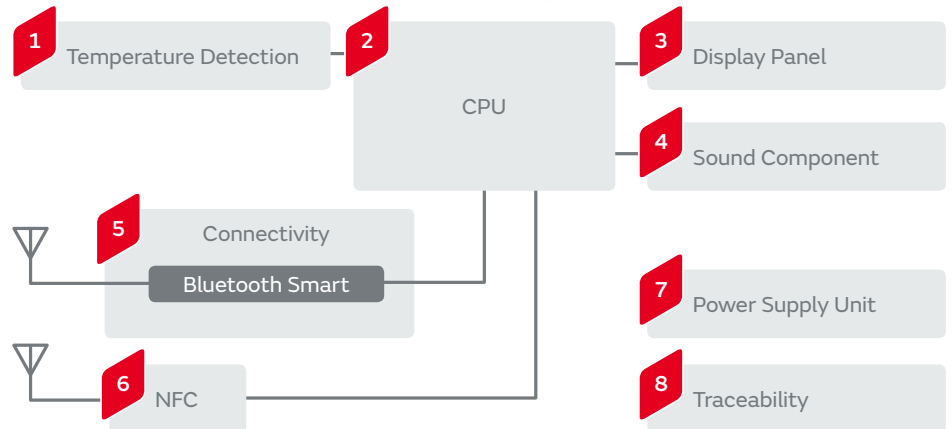 1
Temperature Detection
2
CPU
3
Display Panel
4
Sound Component
5
Connectivity
Bluetooth Smart
6
NFC
7
Power Supply Unit
8
Traceability